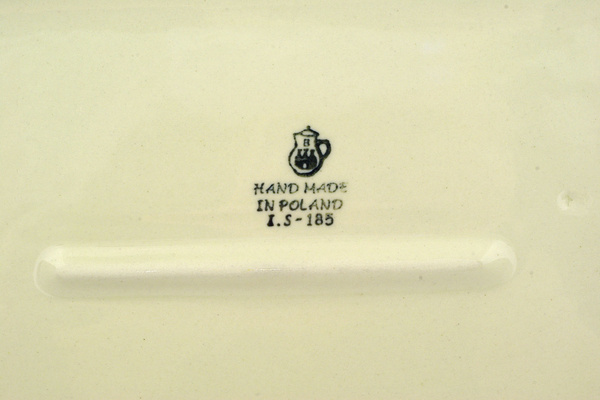 B
HAND MADE
IN POLAND
I.S-185